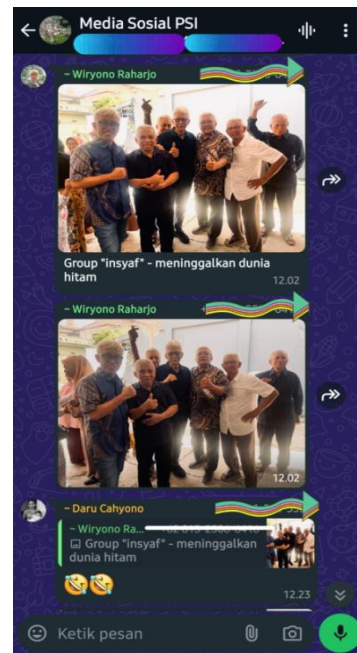 Media Sosial PSI
~ Wiryono Raharjo
Group "insyaf" - meninggalkan dunia
hitam
12.02
~ Wiryono Raharjo
12.02
~ Daru Cahyono
~ Wiryono Ra...
Group "insyaf" - meninggalkan
dunia hitam
🤣🤣
12.23
Ketik pesan